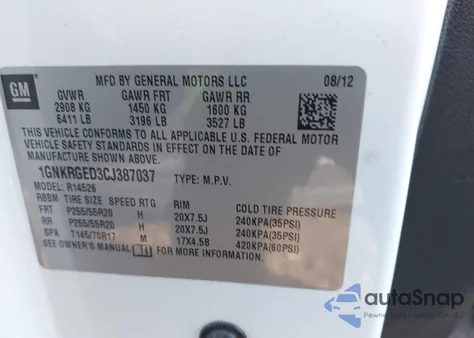 GM
MFD BY GENERAL MOTORS LLC 08/12
GVWR GAWR FRT GAWR RR
2908 KG 1450 KG 1600 KG
6411 LB 3196 LB 3527 LB
THIS VEHICLE CONFORMS TO ALL APPLICABLE U.S. FEDERAL MOTOR
VEHICLE SAFETY STANDARDS IN EFFECT ON THE DATE OF
MANUFACTURE SHOWN ABOVE.
1GNKRGED3CJ387037 TYPE: M.P.V.
MODEL: R14526
RBBM TIRE SIZE SPEED RTG RIM COLD TIRE PRESSURE
FRT P255/55R20 H 20X7.5J 240KPA(35PSI)
RR P255/55R20 H 20X7.5J 240KPA(35PSI)
SPA T145/70R17 M 17X4.5B 420KPA(60PSI)
SEE OWNER'S MANUAL FOR MORE INFORMATION.
autaSnap